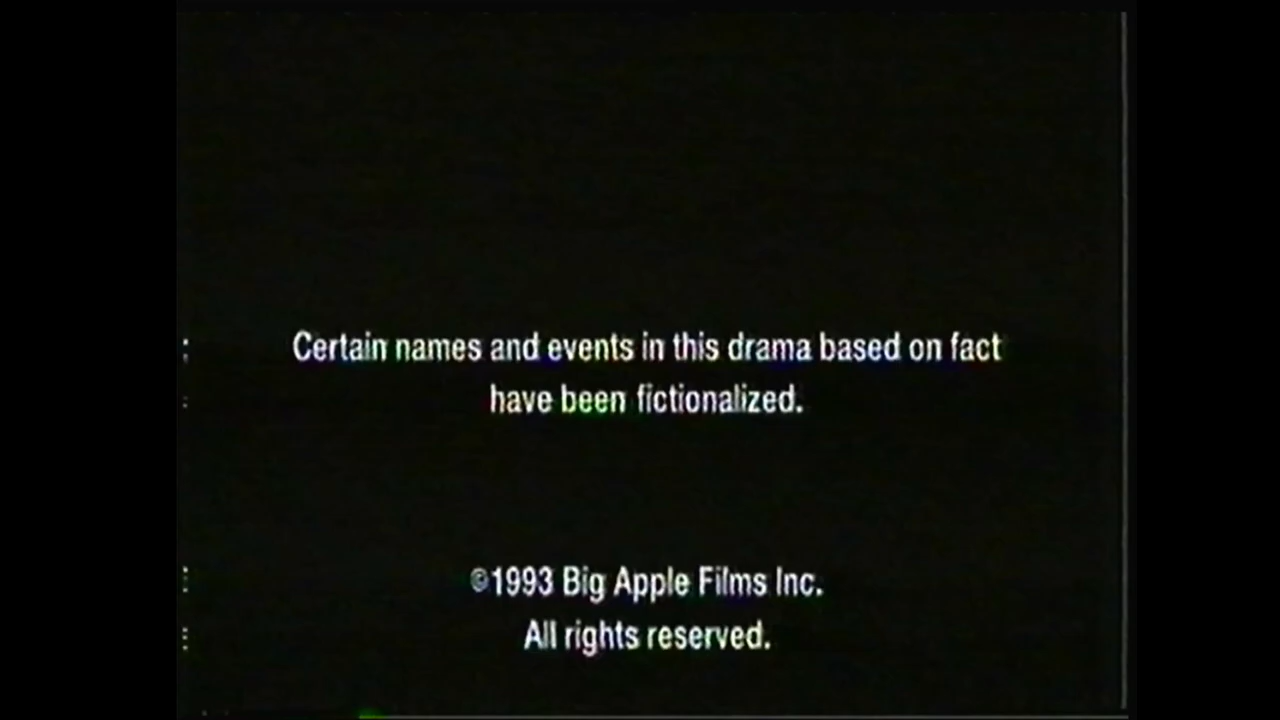 Certain names and events in this drama based on fact
have been fictionalized.
©1993 Big Apple Films Inc.
All rights reserved.